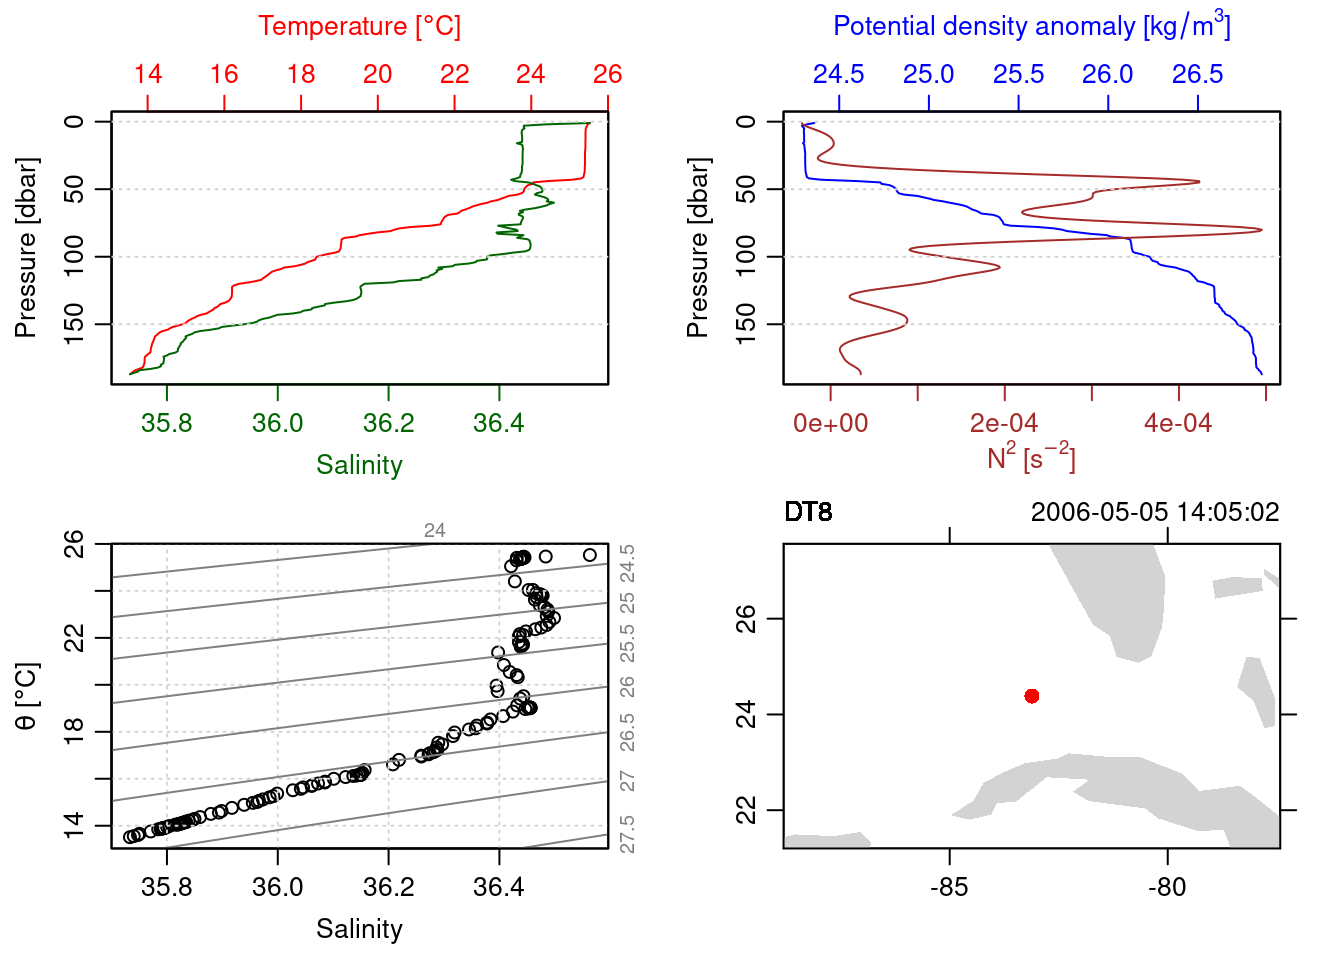 Temperature [°C]
14 16 18 20 22 24 26
Pressure [dbar]
0 50 100 150
35.8 36.0 36.2 36.4
Salinity
Potential density anomaly [kg/m³]
24.5 25.0 25.5 26.0 26.5
Pressure [dbar]
0 50 100 150
0e+00 2e-04 4e-04
N² [s⁻²]
24
θ [°C]
26 22 18 14
24.5 25 25.5 26 26.5 27 27.5
35.8 36.0 36.2 36.4
Salinity
DT8 2006-05-05 14:05:02
26 24 22
-85 -80